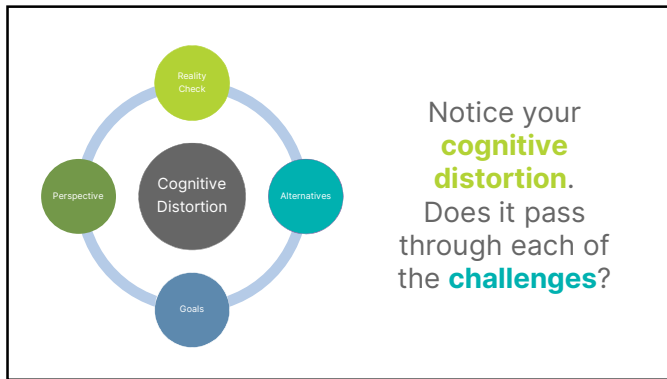 Reality
Check
Perspective
Cognitive
Distortion
Alternatives
Goals
Notice your
cognitive
distortion.
Does it pass
through each of
the challenges?